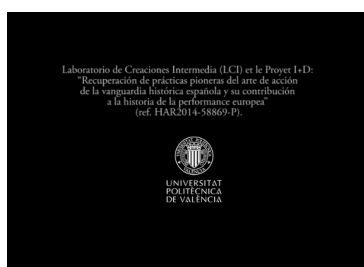 Laboratorio de Creaciones Intermedia (LCI) et le Proyet I+D:
"Recuperación de prácticas pioneras del arte de acción
de la vanguardia histórica española y su contribución
a la historia de la performance europea"
(ref. HAR2014-58869-P).
UNIVERSITAT
POLITÈCNICA
DE VALÈNCIA